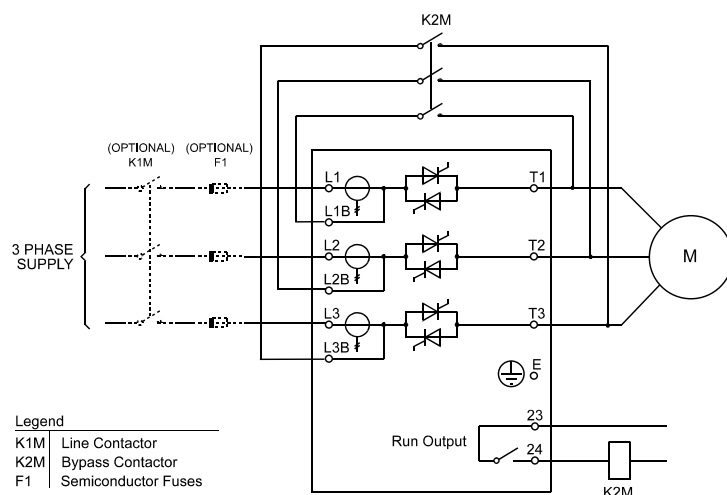 K2M
(OPTIONAL)
K1M
(OPTIONAL)
F1
L1
T1
L1B
3 PHASE
SUPPLY
L2
T2
L2B
M
L3
T3
L3B
E
23
Run Output
24
K2M
Legend
K1M Line Contactor
K2M Bypass Contactor
F1 Semiconductor Fuses